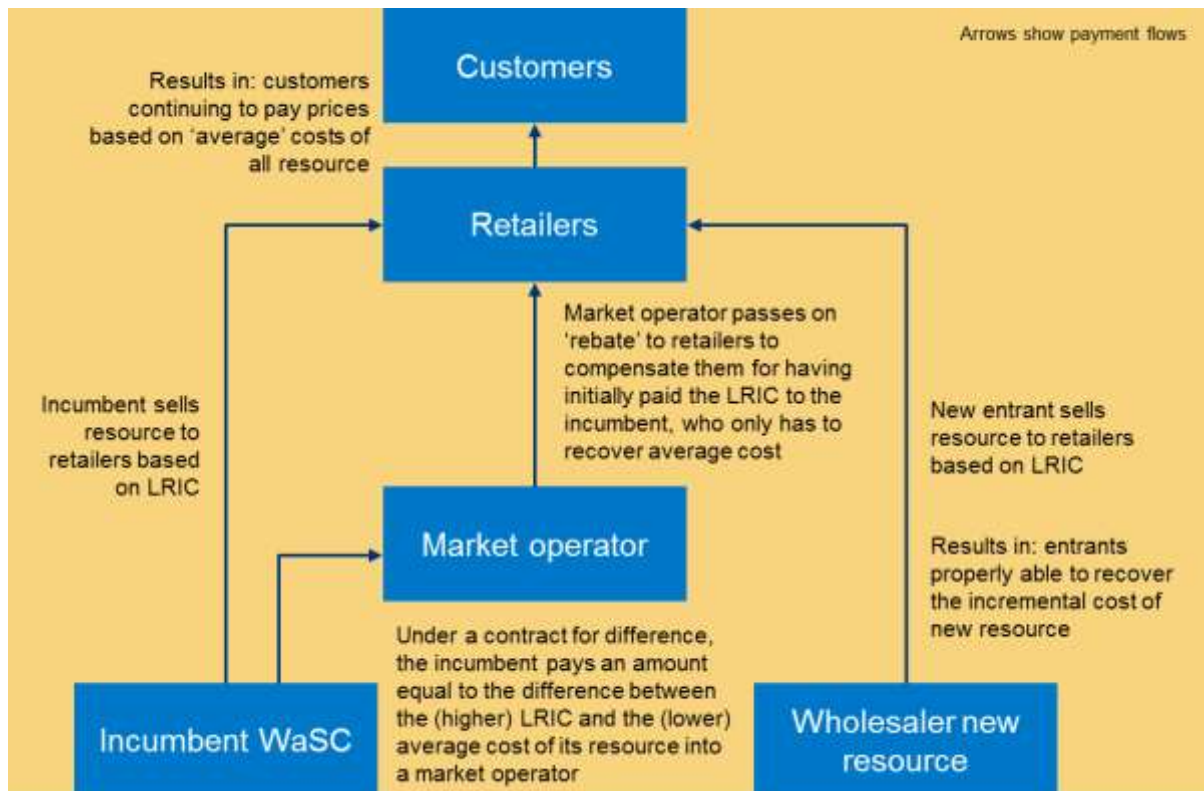 Arrows show payment flows
Customers
Results in: customers
continuing to pay prices
based on ‘average’ costs of
all resource
Retailers
Market operator passes on
‘rebate’ to retailers to
compensate them for having
initially paid the LRIC to the
incumbent, who only has to
recover average cost
Incumbent sells
resource to
retailers based
on LRIC
New entrant sells
resource to retailers
based on LRIC
Market operator
Results in: entrants
properly able to recover
the incremental cost of
new resource
Under a contract for difference,
the incumbent pays an amount
equal to the difference between
the (higher) LRIC and the (lower)
average cost of its resource into
a market operator
Incumbent WaSC
Wholesaler new
resource